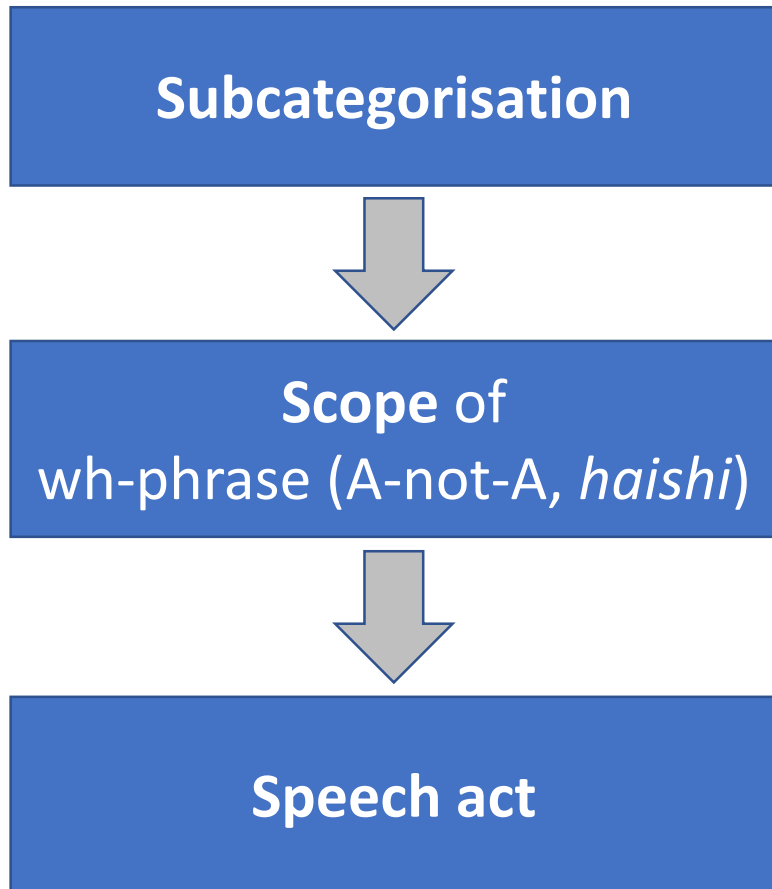 Subcategorisation
Scope of
wh-phrase (A-not-A, haishi)
Speech act